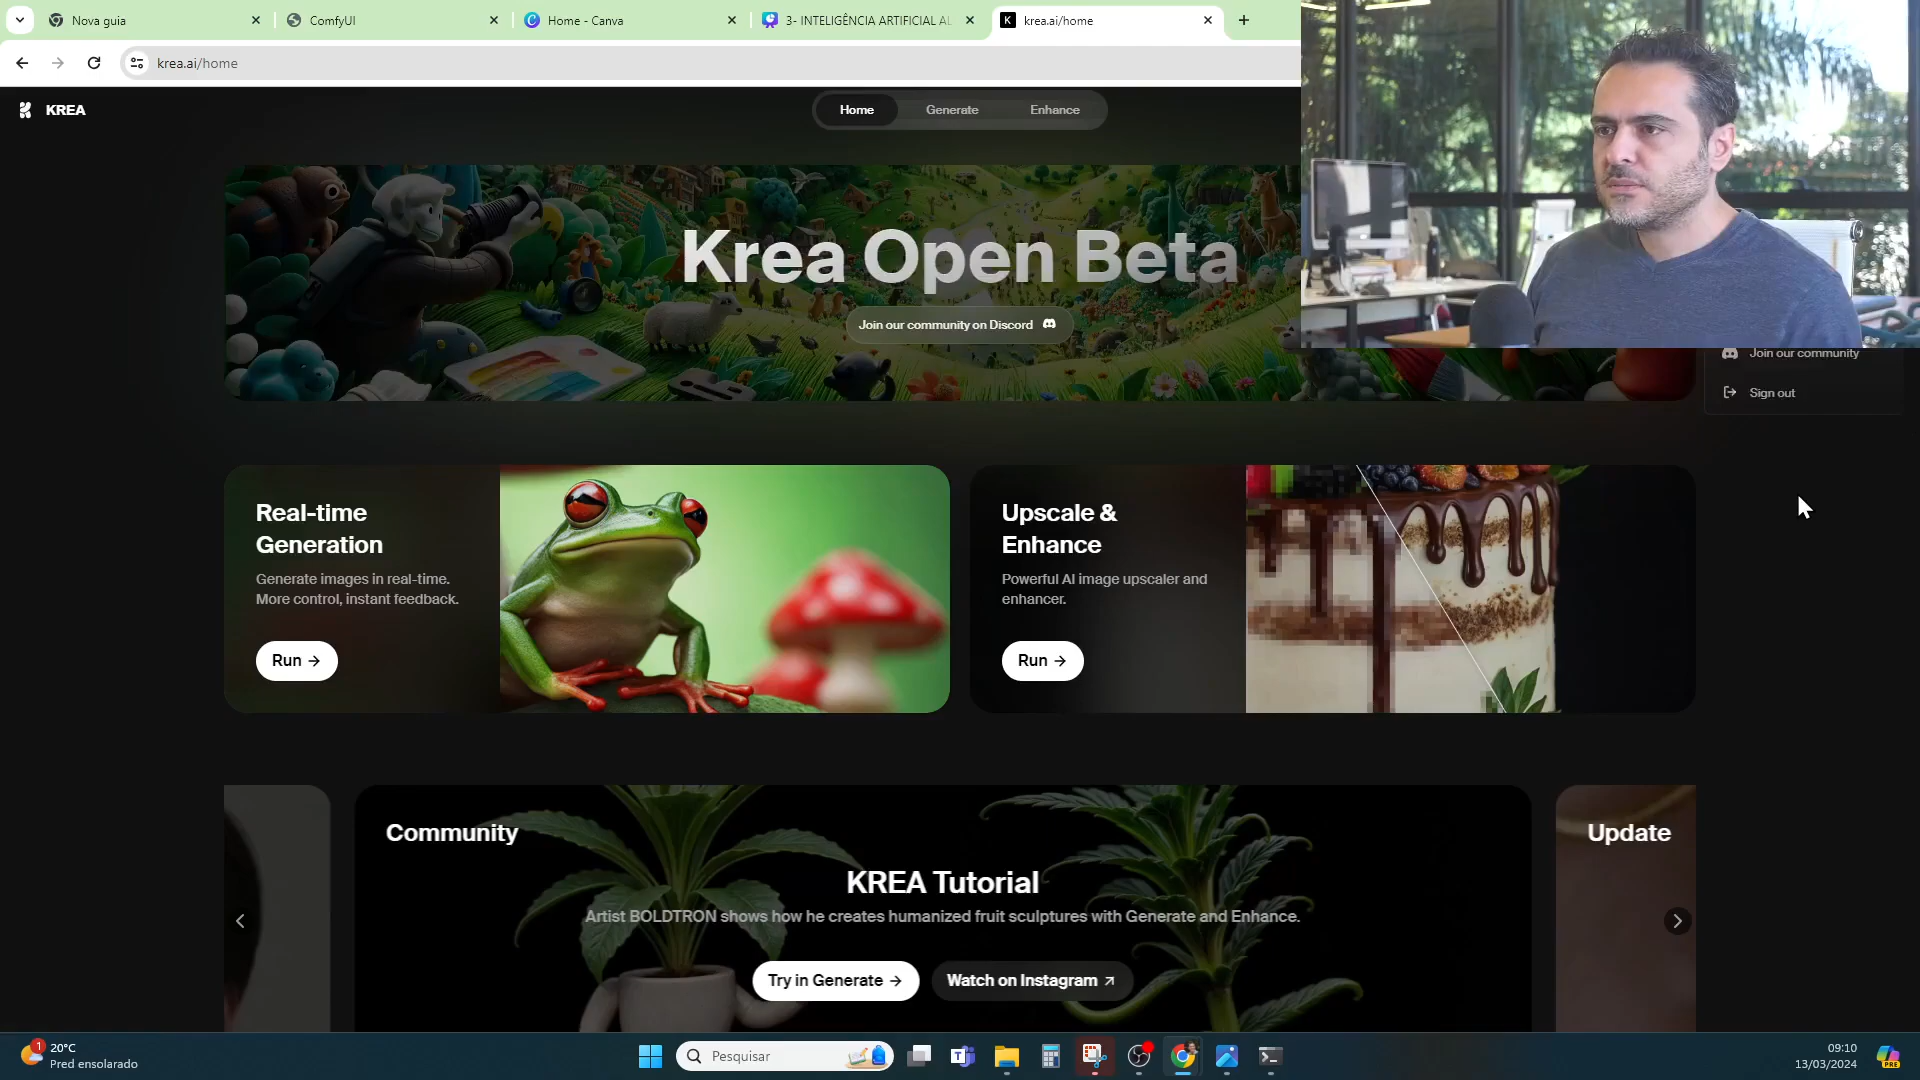 Nova guia
ComfyUI
Home - Canva
3- INTELIGÊNCIA ARTIFICIAL AL
krea.ai/home
krea.ai/home
KREA
Home
Generate
Enhance
Krea Open Beta
Join our community on Discord
Join our community
Sign out
Real-time
Generation
Generate images in real-time.
More control, instant feedback.
Run
Upscale &
Enhance
Powerful AI image upscaler and
enhancer.
Run
Community
KREA Tutorial
Artist BOLDTRON shows how he creates humanized fruit sculptures with Generate and Enhance.
Try in Generate
Watch on Instagram
Update
1
20°C
Pred ensolarado
Pesquisar
09:10
13/03/2024
PRE